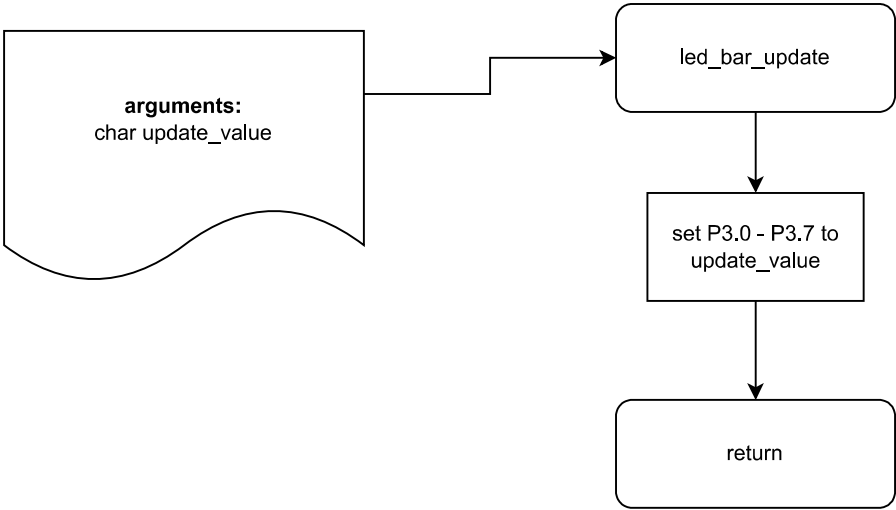 arguments:
char update_value
led_bar_update
set P3.0 - P3.7 to
update_value
return